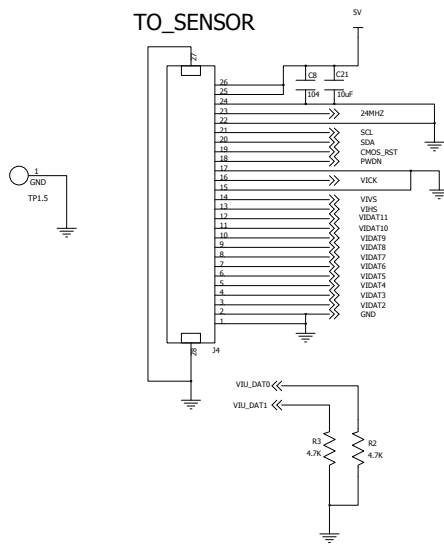 TO_SENSOR
5V
27
26
25
24
23
22
21
20
19
18
17
16
15
14
13
12
11
10
9
8
7
6
5
4
3
2
1
28
J4
C8
104
C21
10uF
24MHZ
SCL
SDA
CMOS_RST
PWDN
VICK
VIVS
VIHS
VIDAT11
VIDAT10
VIDAT9
VIDAT8
VIDAT7
VIDAT6
VIDAT5
VIDAT4
VIDAT3
VIDAT2
GND
1
GND
TP1.5
VIU_DAT0
VIU_DAT1
R3
4.7K
R2
4.7K